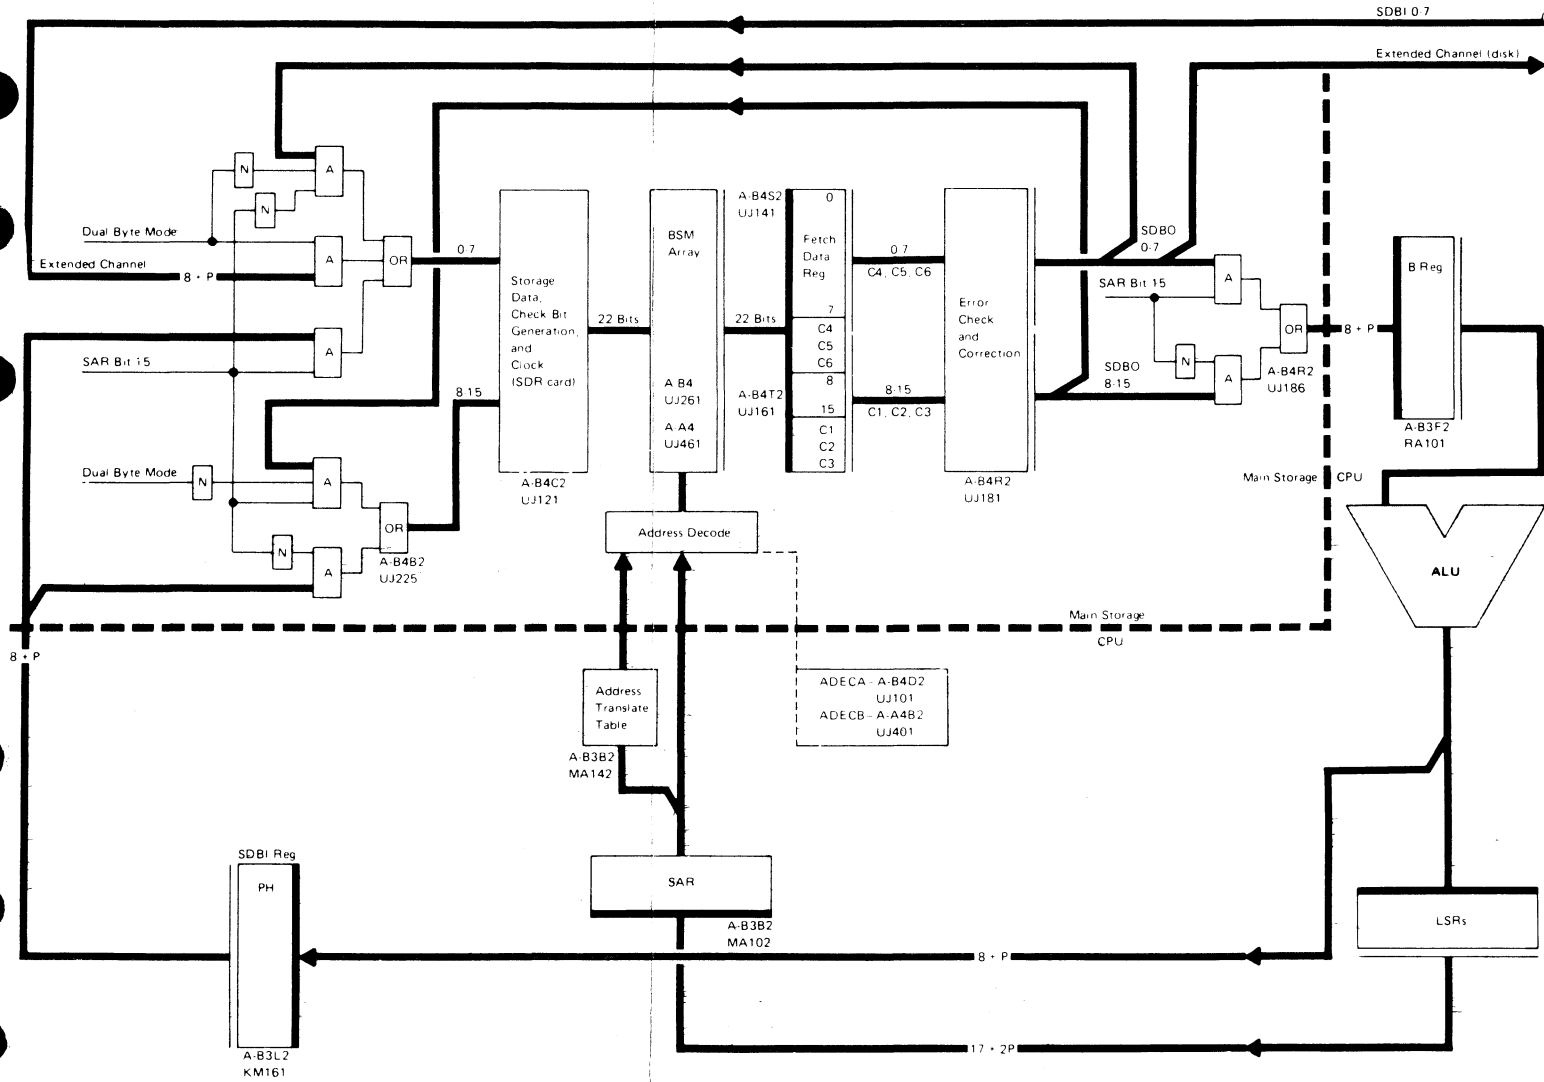 SDBI 0-7
Extended Channel (disk)
N
A
N
Dual Byte Mode
A
OR
0-7
Extended Channel
8 + P
A
SAR Bit 15
8-15
Dual Byte Mode
N
A
OR
N
A
A-B4B2
UJ225
Storage
Data,
Check Bit
Generation,
and
Clock
(SDR card)
A-B4C2
UJ121
22 Bits
BSM
Array
A-B4
UJ261
A-A4
UJ461
22 Bits
A-B4S2
UJ141
A-B4T2
UJ161
0
Fetch
Data
Reg
7
C4
C5
C6
8
15
C1
C2
C3
0-7
C4, C5, C6
8-15
C1, C2, C3
Error
Check
and
Correction
A-B4R2
UJ181
SDBO
0-7
SAR Bit 15
A
OR
N
A
SDBO
8-15
A-B4R2
UJ186
8 + P
B Reg
A-B3F2
RA101
Main Storage
CPU
Address Decode
ALU
Main Storage
CPU
8 + P
Address
Translate
Table
A-B3B2
MA142
ADECA - A-B4D2
UJ101
ADECB - A-A4B2
UJ401
SDBI Reg
PH
A-B3L2
KM161
SAR
A-B3B2
MA102
LSRs
8 + P
17 + 2P